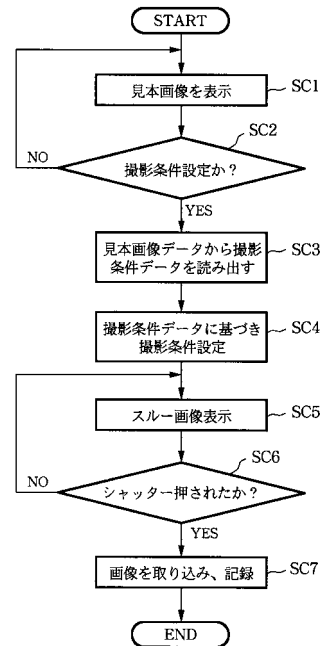 START
見本画像を表示
SC1
SC2
撮影条件設定か？
NO
YES
見本画像データから撮影
条件データを読み出す
SC3
撮影条件データに基づき
撮影条件設定
SC4
スルー画像表示
SC5
SC6
シャッター押されたか？
NO
YES
画像を取り込み、記録
SC7
END